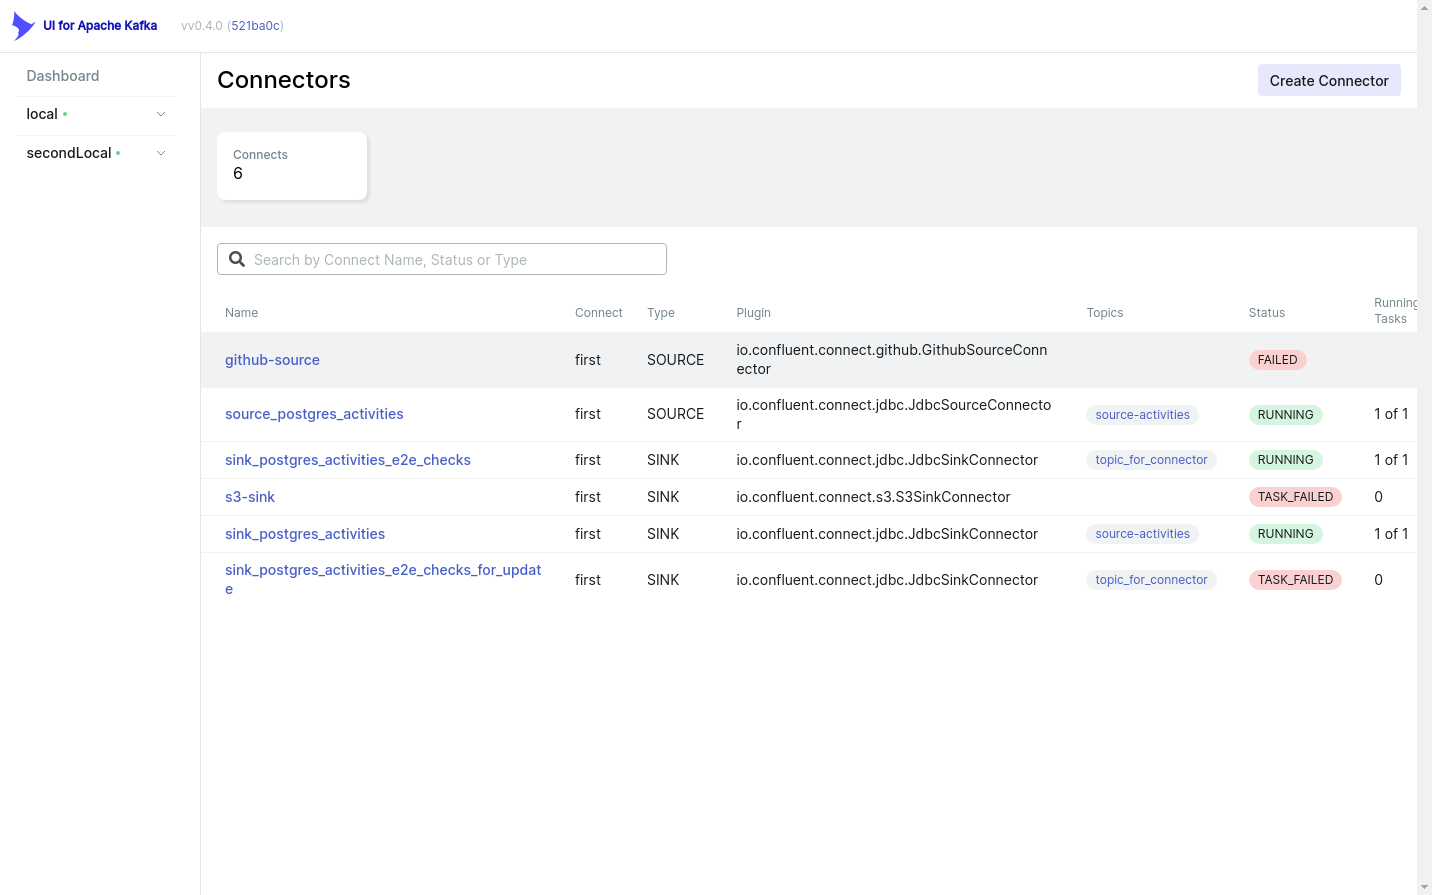 UI for Apache Kafka
vv0.4.0 (521ba0c)
Dashboard
local
secondLocal
Connectors
Create Connector
Connects
6
Search by Connect Name, Status or Type
Name Connect Type Plugin Topics Status Running
Tasks
github-source first SOURCE io.confluent.connect.github.GithubSourceConn
ector FAILED
source_postgres_activities first SOURCE io.confluent.connect.jdbc.JdbcSourceConnecto
r source-activities RUNNING 1 of 1
sink_postgres_activities_e2e_checks first SINK io.confluent.connect.jdbc.JdbcSinkConnector topic_for_connector RUNNING 1 of 1
s3-sink first SINK io.confluent.connect.s3.S3SinkConnector TASK_FAILED 0
sink_postgres_activities first SINK io.confluent.connect.jdbc.JdbcSinkConnector source-activities RUNNING 1 of 1
sink_postgres_activities_e2e_checks_for_updat
e first SINK io.confluent.connect.jdbc.JdbcSinkConnector topic_for_connector TASK_FAILED 0